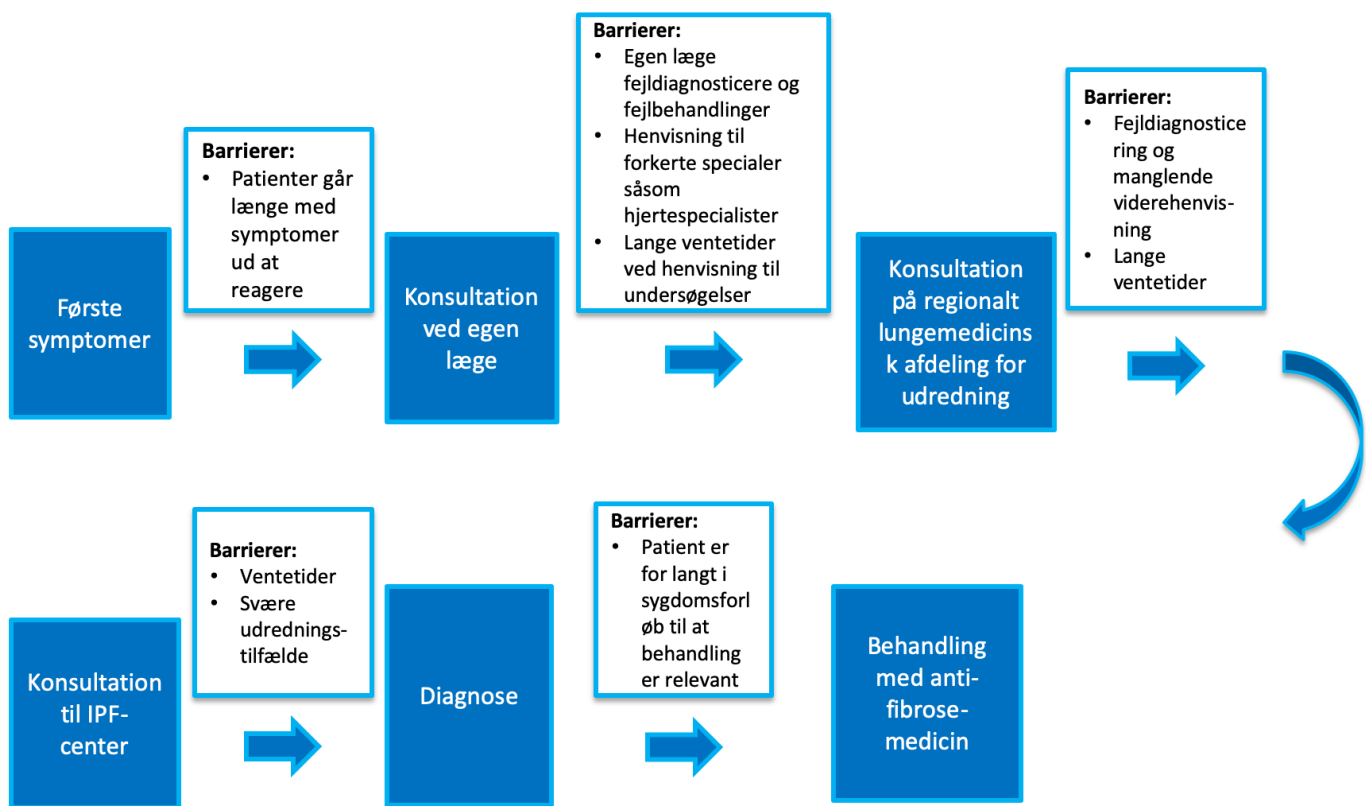 Første
symptomer
Barrierer:
• Patienter går
længe med
symptomer
ud at
reagere
Konsultation
ved egen
læge
Barrierer:
• Egen læge
fejldiagnosticere og
fejlbehandlinger
• Henvisning til
forkerte specialer
såsom
hjertespecialister
• Lange ventetider
ved henvisning til
undersøgelser
Konsultation
på regionalt
lungemedicins
k afdeling for
udredning
Barrierer:
• Fejldiagnostice
ring og
manglende
viderehenvis-
ning
• Lange
ventetider
Konsultation
til IPF-
center
Barrierer:
• Ventetider
• Svære
udrednings-
tilfælde
Diagnose
Barrierer:
• Patient er
for langt i
sygdomsforl
øb til at
behandling
er relevant
Behandling
med anti-
fibrose-
medicin